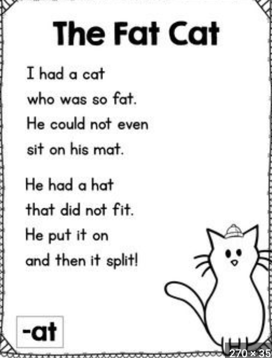 The Fat Cat
I had a cat
who was so fat.
He could not even
sit on his mat.
He had a hat
that did not fit.
He put it on
and then it split!
-at